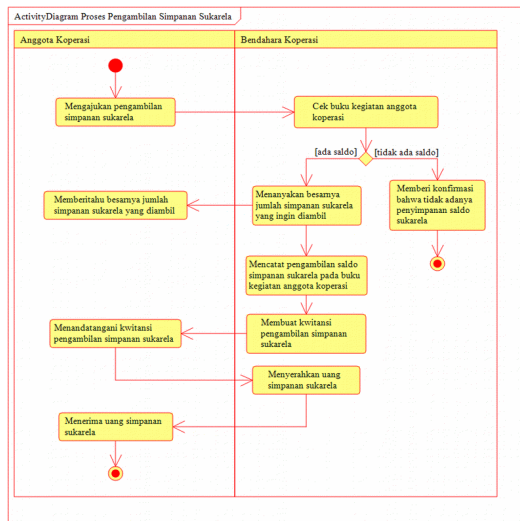 ActivityDiagram Proses Pengambilan Simpanan Sukarela
Anggota Koperasi
Bendahara Koperasi
Mengajukan pengambilan
simpanan sukarela
Cek buku kegiatan anggota
koperasi
[ada saldo]
[tidak ada saldo]
Memberi konfirmasi
bahwa tidak adanya
penyimpanan saldo
sukarela
Menanyakan besarnya
jumlah simpanan sukarela
yang ingin diambil
Memberitahu besarnya jumlah
simpanan sukarela yang diambil
Mencatat pengambilan saldo
simpanan sukarela pada buku
kegiatan anggota koperasi
Membuat kwitansi
pengambilan simpanan
sukarela
Menandatangani kwitansi
pengambilan simpanan sukarela
Menyerahkan uang
simpanan sukarela
Menerima uang simpanan
sukarela